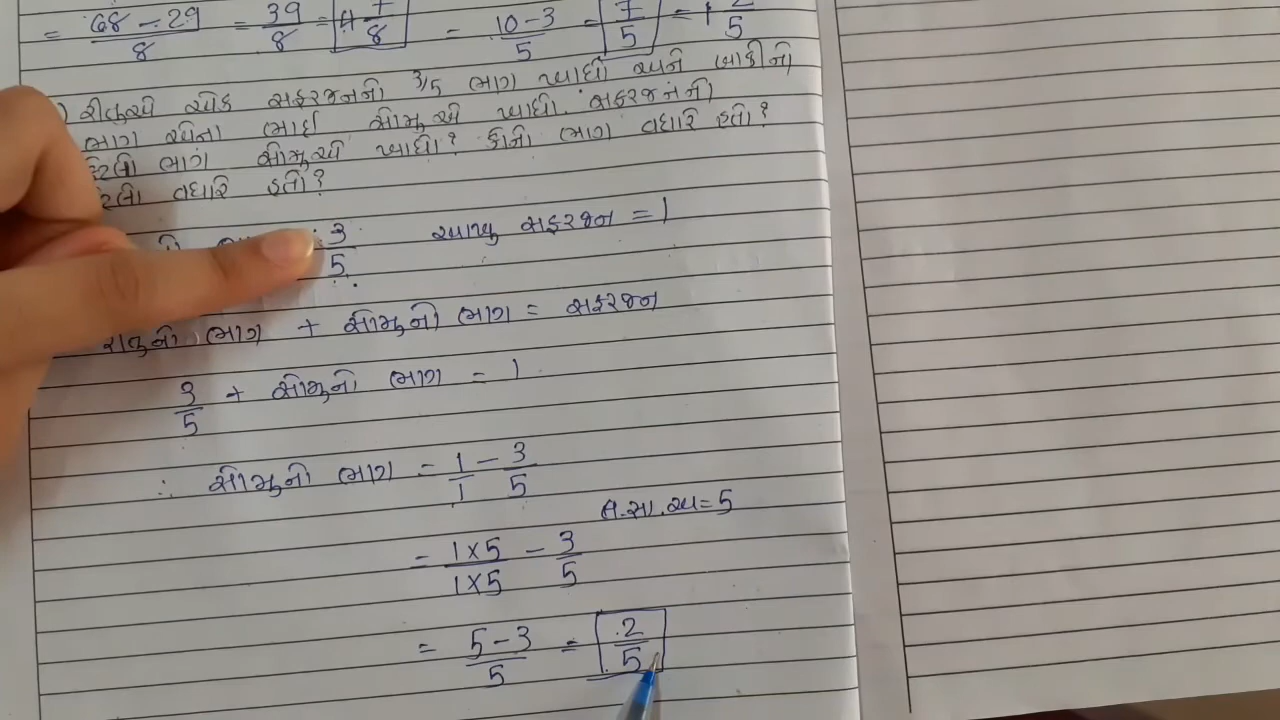 = 68 - 29 / 8 = 39 / 8 = 4 7/8 = 10 - 3 / 5 = 7/5 = 1 2/5
રીતુએ એક સફરજનનો 3/5 ભાગ ખાધો અને બાકીનો
ભાગ એના ભાઈ સોમુએ ખાધો. સફરજનનો
કેટલો ભાગ સોમુએ ખાધો? કોનો ભાગ વધારે હતો?
કેટલો વધારે હતો?
3/5 આખુ સફરજન = 1
રીતુનો ભાગ + સોમુનો ભાગ = સફરજન
3/5 + સોમુનો ભાગ = 1
∴ સોમુનો ભાગ = 1/1 - 3/5
લ.સા.અ = 5
= 1×5 / 1×5 - 3/5
= 5-3 / 5 = 2/5